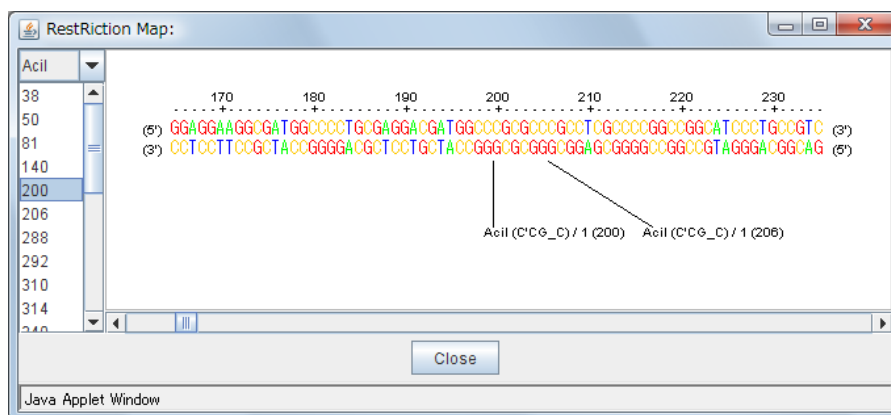 RestRiction Map:
AciI
38
50
81
140
200
206
288
292
310
314
170 180 190 200 210 220 230
(5') GGAGGAAGGCGATGGCCCCTGCGAGGACGATGGCCCGCGCCCGCCTCGCCCCGGCCGGCATCCCTGCCGTC (3')
(3') CCTCCTTCCGCTACCGGGGACGCTCCTGCTACCGGGCGCGGGCGGAGCGGGGCCGGCCGTAGGGACGGCAG (5')
AciI (C'CG_C) / 1 (200) AciI (C'CG_C) / 1 (206)
Close
Java Applet Window